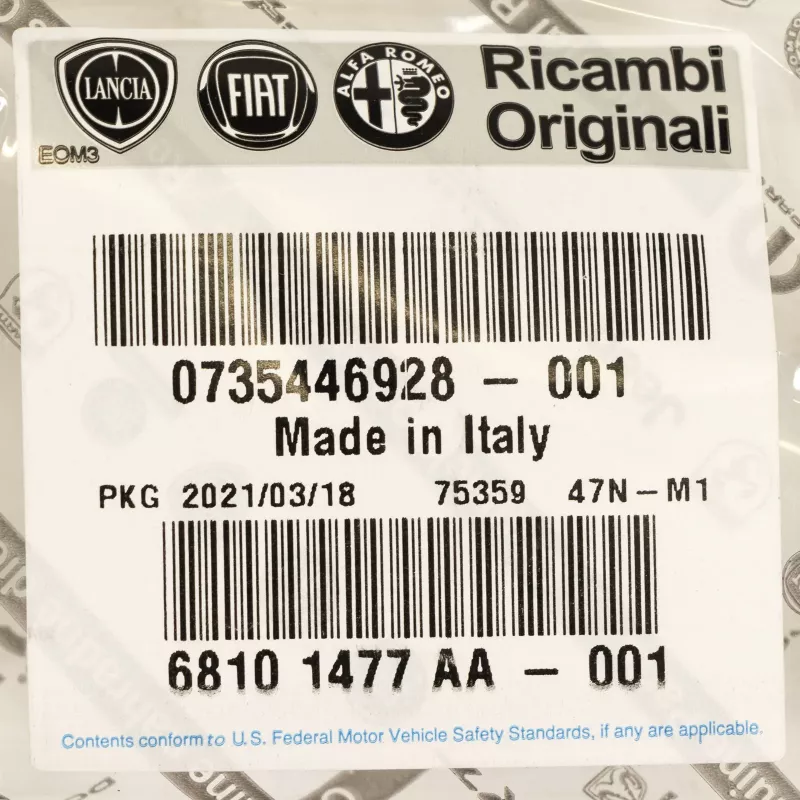 LANCIA
FIAT
ALFA ROMEO
Ricambi
Originali
EOM3
0735446928 - 001
Made in Italy
PKG 2021/03/18 75359 47N-M1
6810 1477 AA - 001
Contents conform to U.S. Federal Motor Vehicle Safety Standards, if any are applicable.